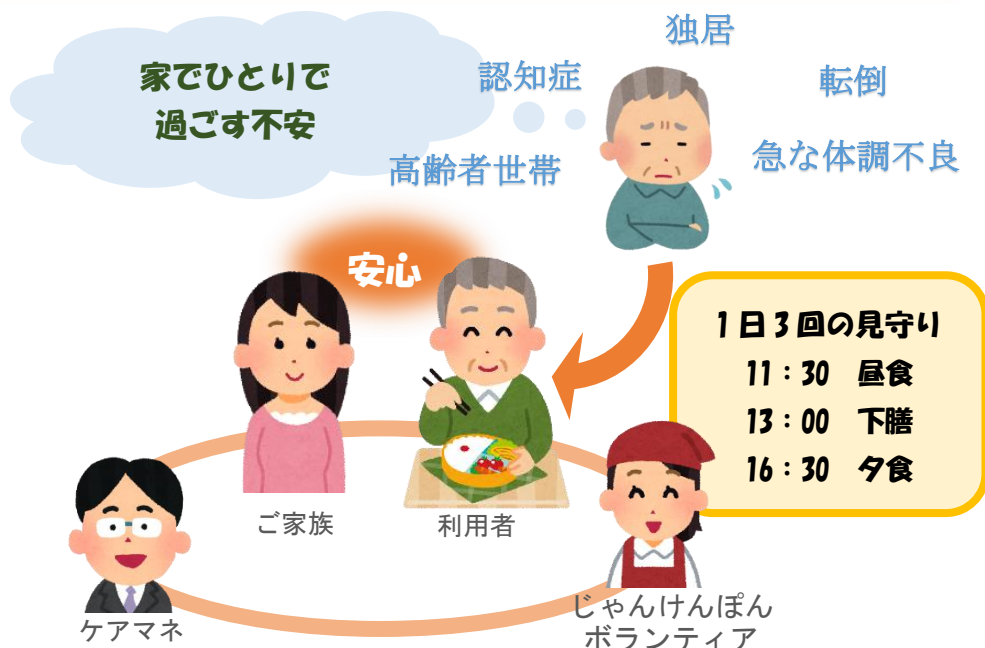 家でひとりで
過ごす不安
独居
認知症
転倒
高齢者世帯
急な体調不良
安心
1日3回の見守り
11:30 昼食
13:00 下膳
16:30 夕食
ご家族
利用者
ケアマネ
じゃんけんぽん
ボランティア